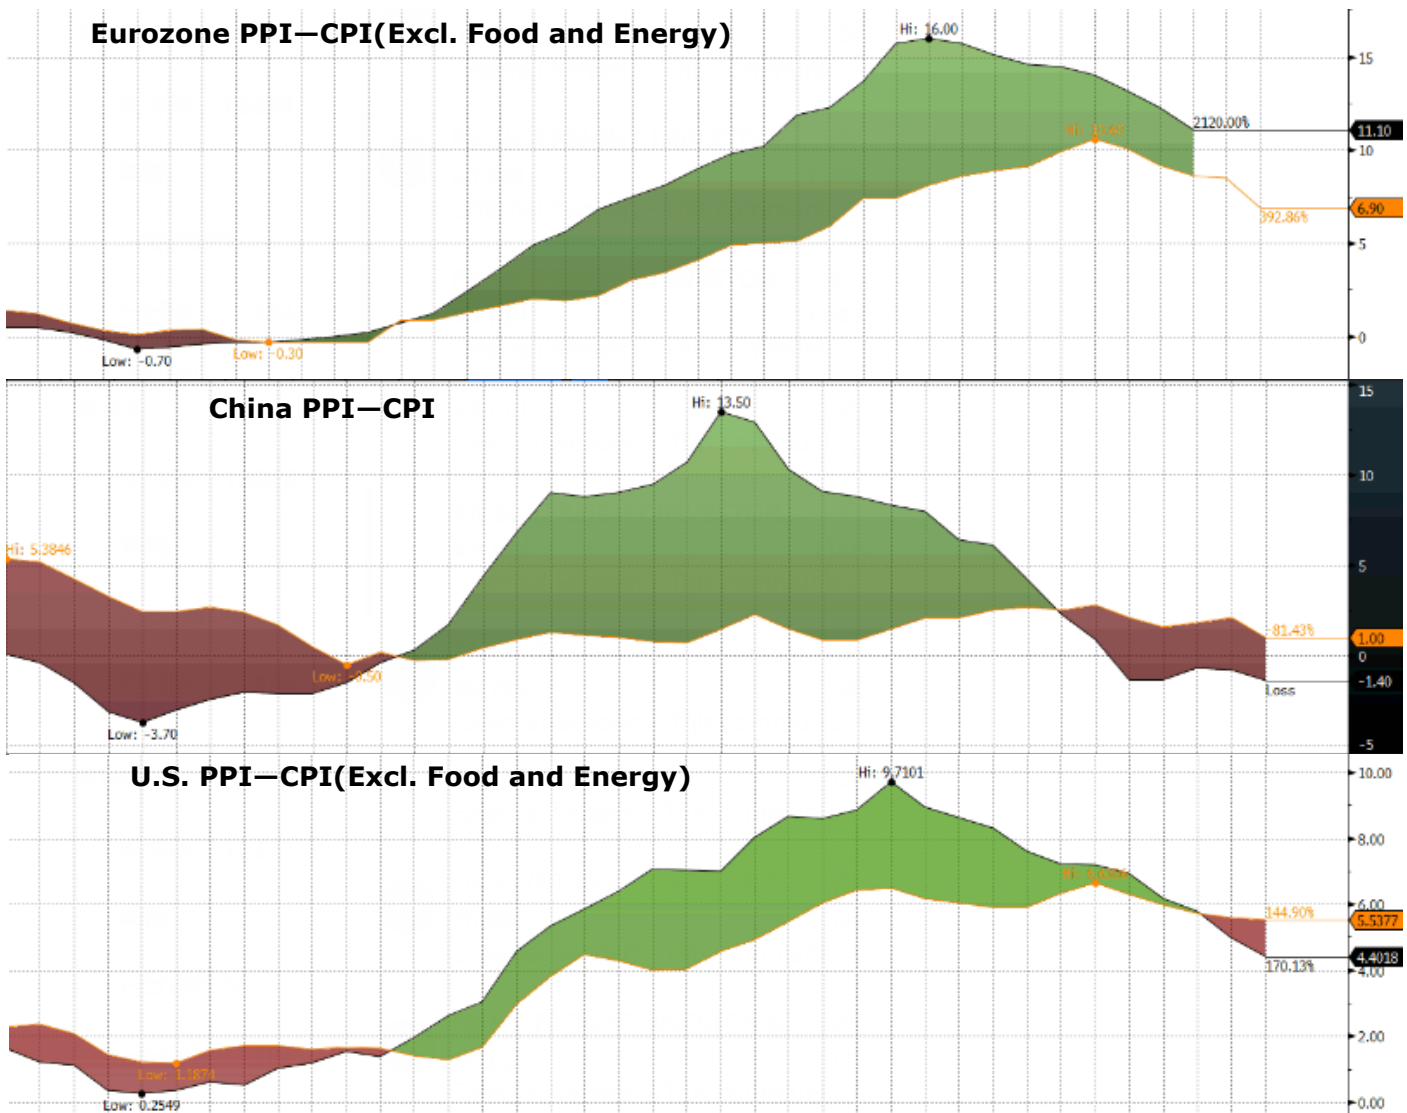 Eurozone PPI—CPI(Excl. Food and Energy)
Hi: 16.00
15
2120.00%
11.10
10
6.90
392.86%
5
0
Low: -0.70
Low: -0.30
China PPI—CPI
Hi: 13.50
15
10
Hi: 5.3846
5
-81.43%
1.00
0
Low: -0.50
-1.40
Loss
Low: -3.70
-5
U.S. PPI—CPI(Excl. Food and Energy)
Hi: 9.7101
10.00
8.00
6.00
144.90%
5.5377
4.4018
170.13%
4.00
2.00
Low: 1.1874
Low: 0.2549
0.00